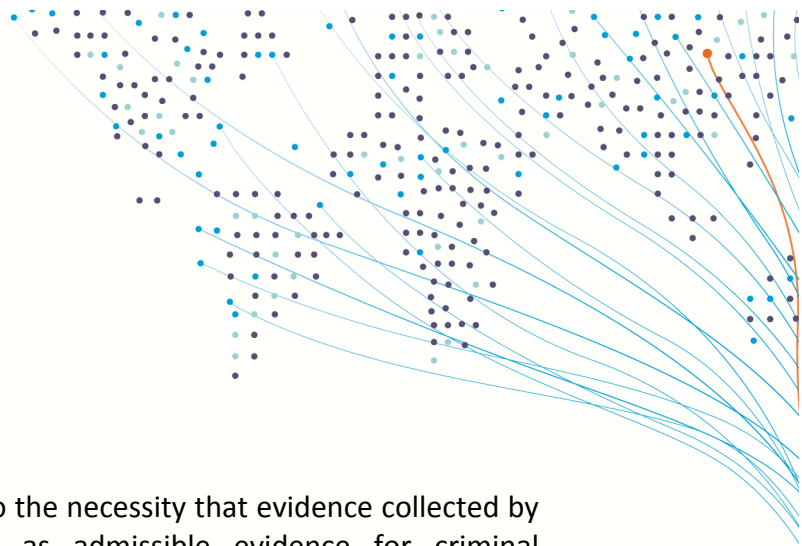 the necessity that evidence collected by
as admissible evidence for criminal